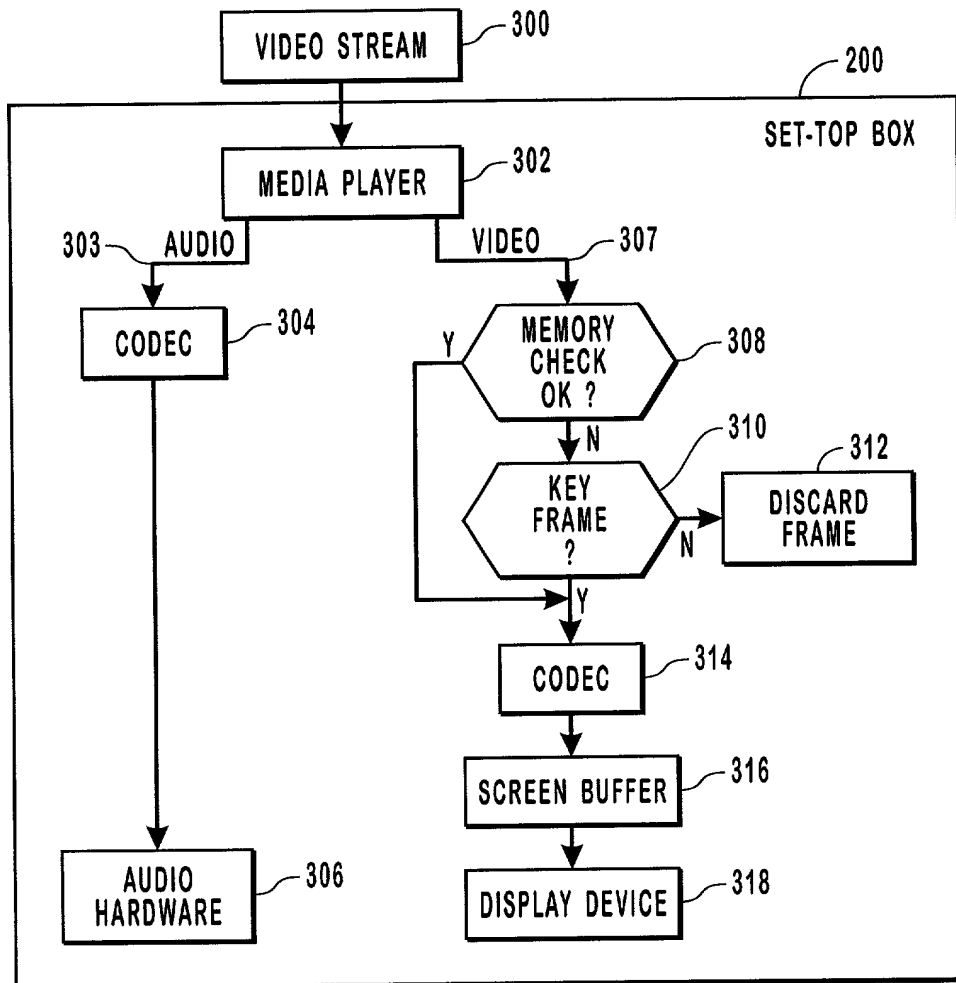 VIDEO STREAM
300
200
SET-TOP BOX
MEDIA PLAYER
302
303
AUDIO
VIDEO
307
CODEC
304
Y
MEMORY
CHECK
OK ?
308
N
310
KEY
FRAME
?
N
312
DISCARD
FRAME
Y
CODEC
314
SCREEN BUFFER
316
AUDIO
HARDWARE
306
DISPLAY DEVICE
318